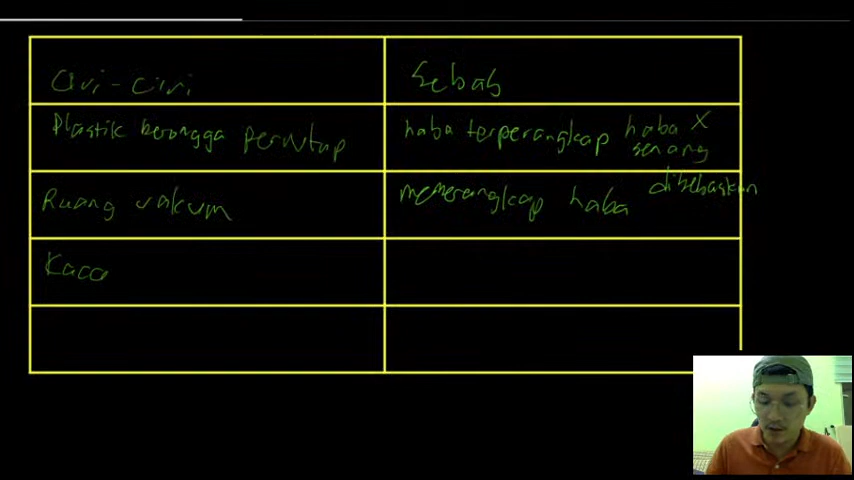 Ciri-ciri
Sebab
Plastik berongga penutup
haba terperangkap haba X
senang
dibebaskan
Ruang vakum
memerangkap haba
Kaca